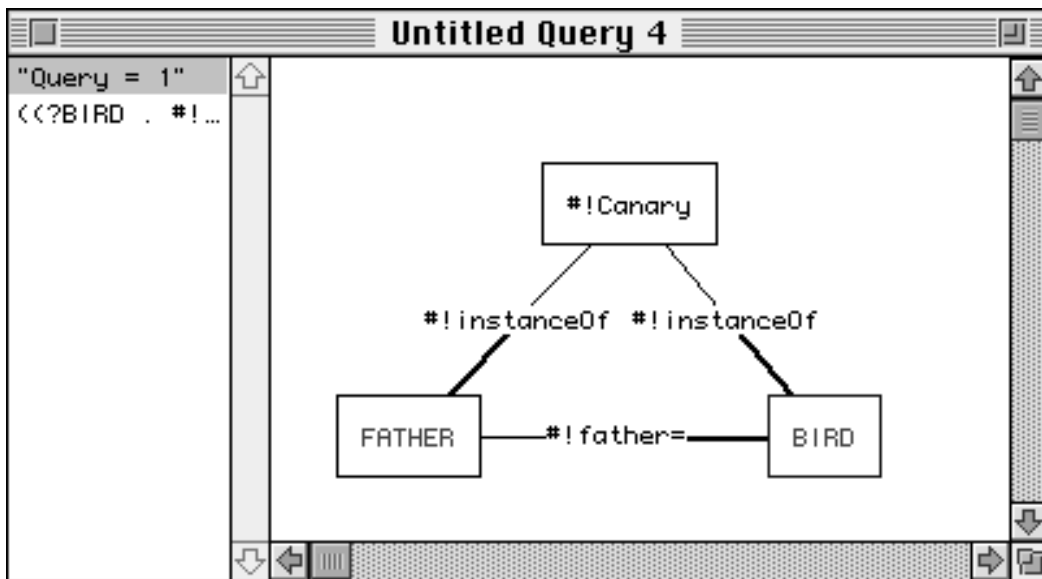 Untitled Query 4
"Query = 1"
((?BIRD . #!…
#!Canary
#!instanceOf #!instanceOf
FATHER #!father= BIRD